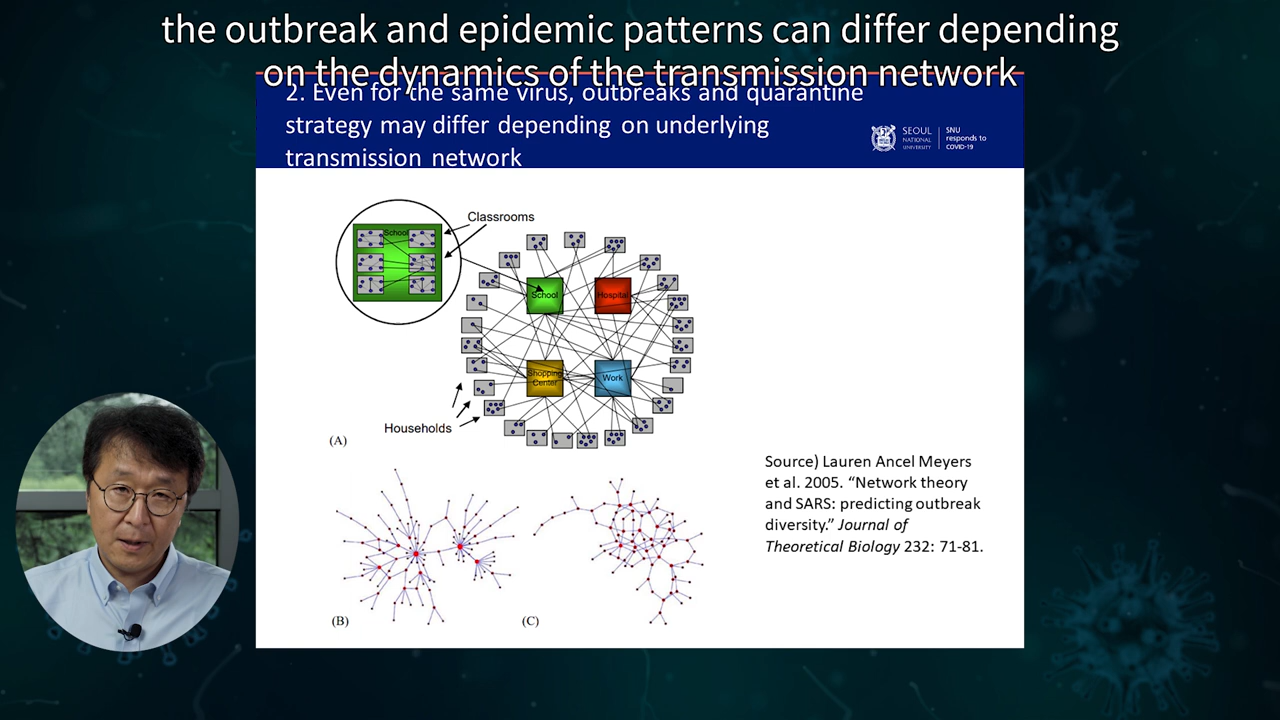 the outbreak and epidemic patterns can differ depending
on the dynamics of the transmission network
2. Even for the same virus, outbreaks and quarantine
strategy may differ depending on underlying
transmission network
SEOUL
NATIONAL
UNIVERSITY
SNU
responds to
COVID-19
Classrooms
School
School
Hospital
Shopping
Center
Work
Households
(A)
(B)
(C)
Source) Lauren Ancel Meyers
et al. 2005. “Network theory
and SARS: predicting outbreak
diversity.” Journal of
Theoretical Biology 232: 71-81.